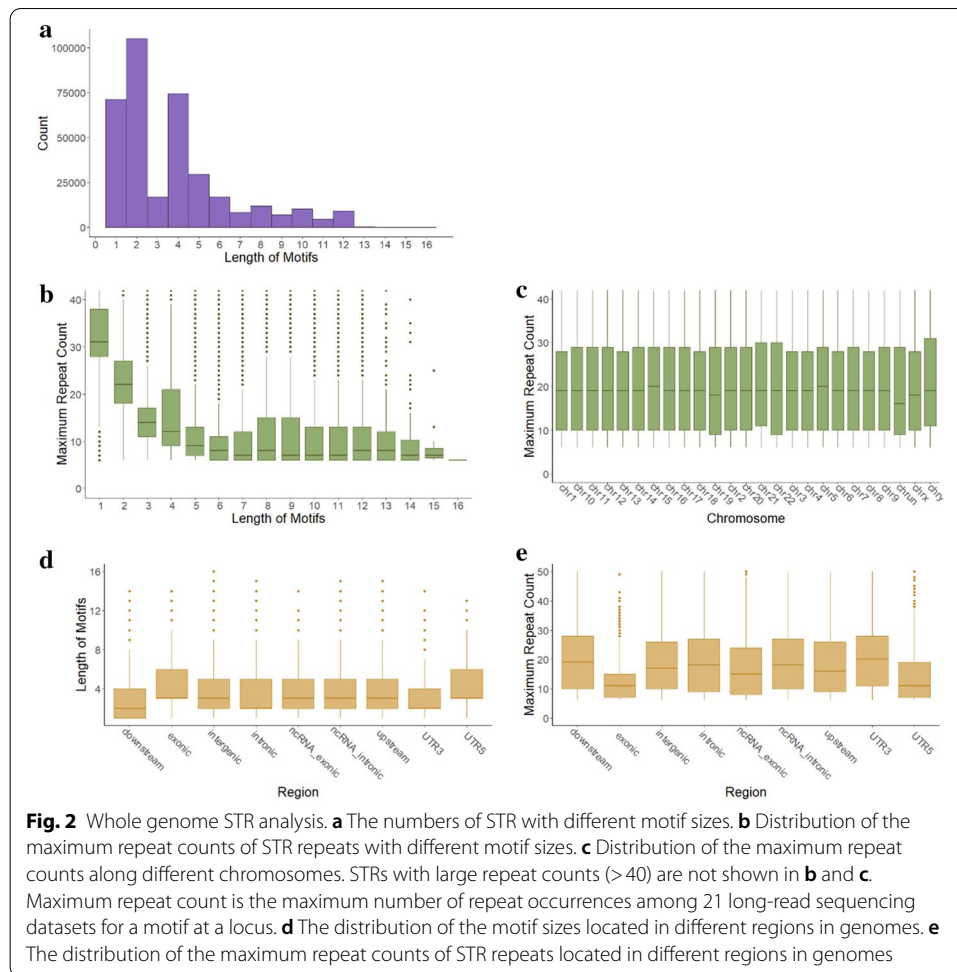 a
100000
75000
50000
25000
0
Count
0 1 2 3 4 5 6 7 8 9 10 11 12 13 14 15 16
Length of Motifs
b
40
30
20
10
0
Maximum Repeat Count
1 2 3 4 5 6 7 8 9 10 11 12 13 14 15 16
Length of Motifs
c
40
30
20
10
0
Maximum Repeat Count
chr1 chr10 chr11 chr12 chr13 chr14 chr15 chr16 chr17 chr18 chr19 chr2 chr20 chr21 chr22 chr3 chr4 chr5 chr6 chr7 chr8 chr9 chrun chrx chry
Chromosome
d
16
12
8
4
Length of Motifs
downstream exonic intergenic intronic ncRNA_exonic ncRNA_intronic upstream UTR3 UTR5
Region
e
50
40
30
20
10
0
Maximum Repeat Count
downstream exonic intergenic intronic ncRNA_exonic ncRNA_intronic upstream UTR3 UTR5
Region
Fig. 2 Whole genome STR analysis. a The numbers of STR with different motif sizes. b Distribution of the
maximum repeat counts of STR repeats with different motif sizes. c Distribution of the maximum repeat
counts along different chromosomes. STRs with large repeat counts (> 40) are not shown in b and c.
Maximum repeat count is the maximum number of repeat occurrences among 21 long-read sequencing
datasets for a motif at a locus. d The distribution of the motif sizes located in different regions in genomes. e
The distribution of the maximum repeat counts of STR repeats located in different regions in genomes